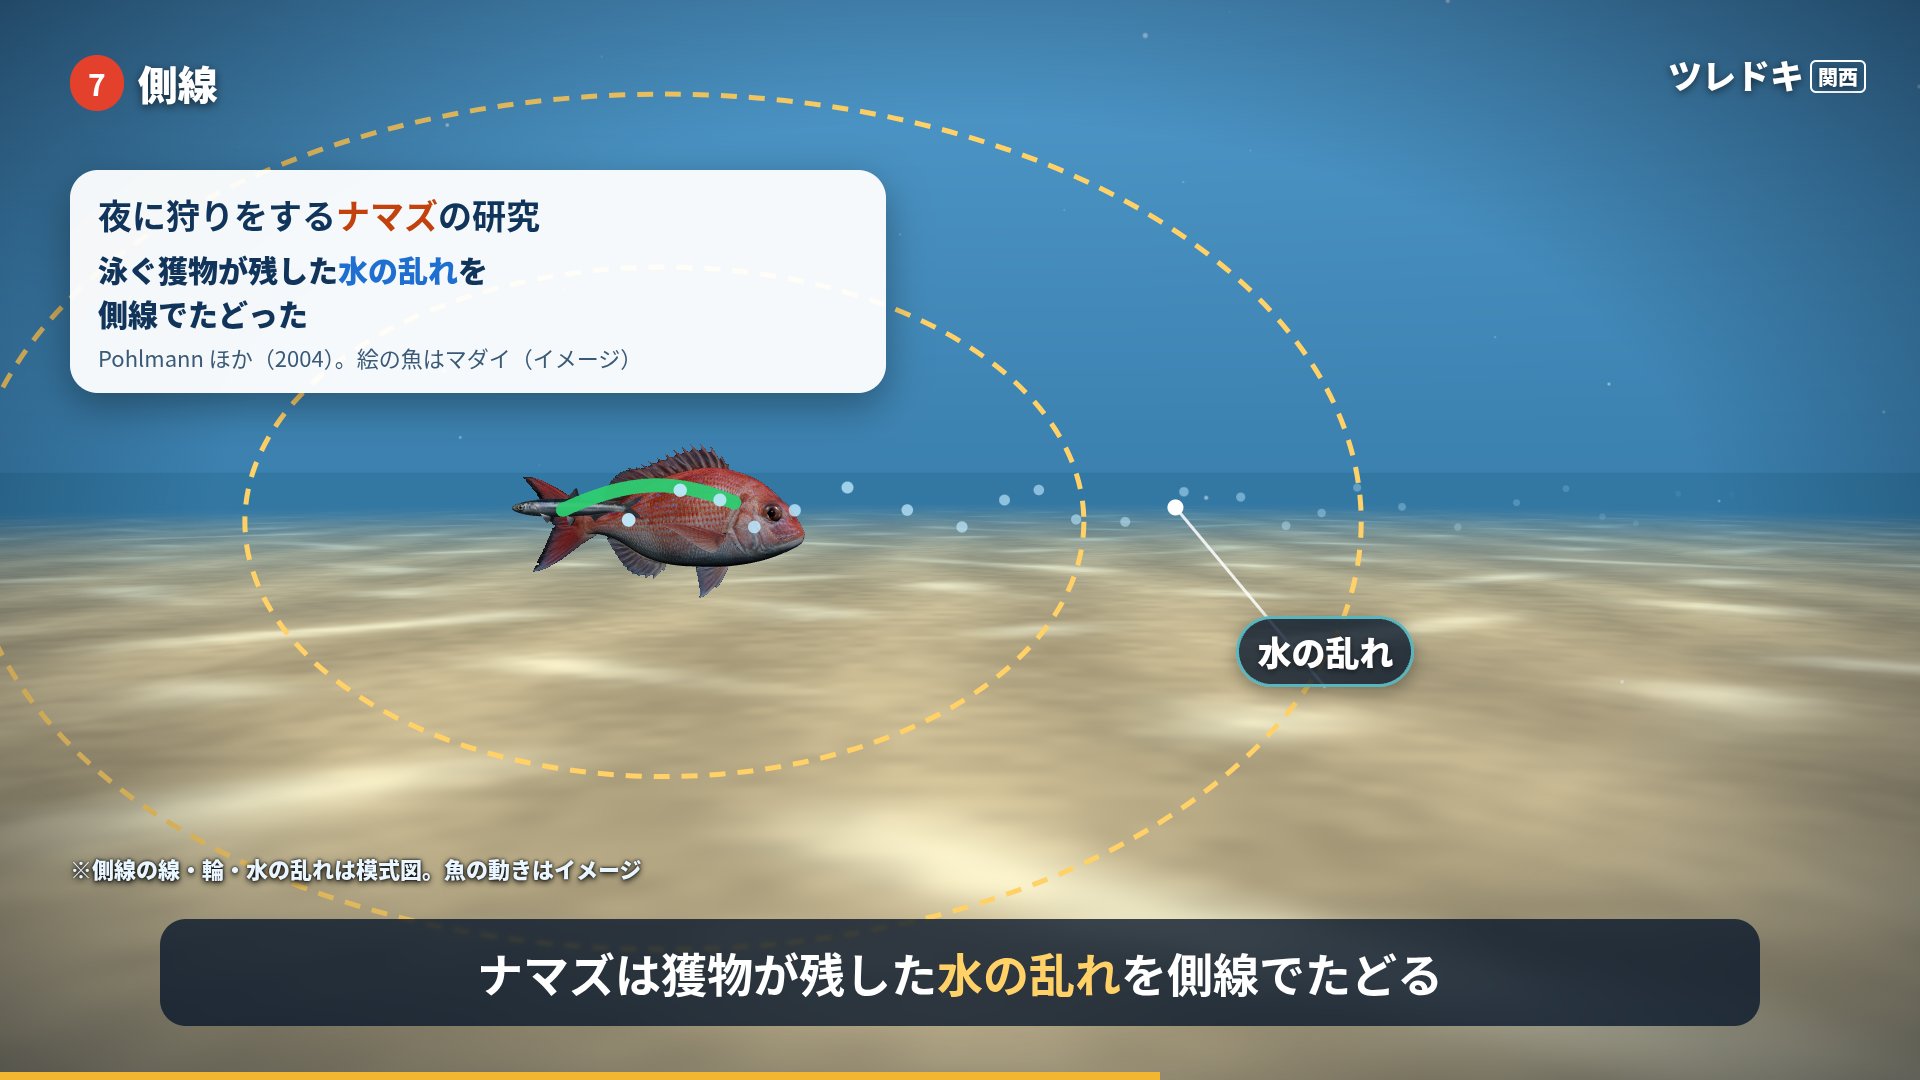 7 側線
ツレドキ 関西
夜に狩りをするナマズの研究
泳ぐ獲物が残した水の乱れを
側線でたどった
Pohlmann ほか（2004）。絵の魚はマダイ（イメージ）
水の乱れ
※側線の線・輪・水の乱れは模式図。魚の動きはイメージ
ナマズは獲物が残した水の乱れを側線でたどる